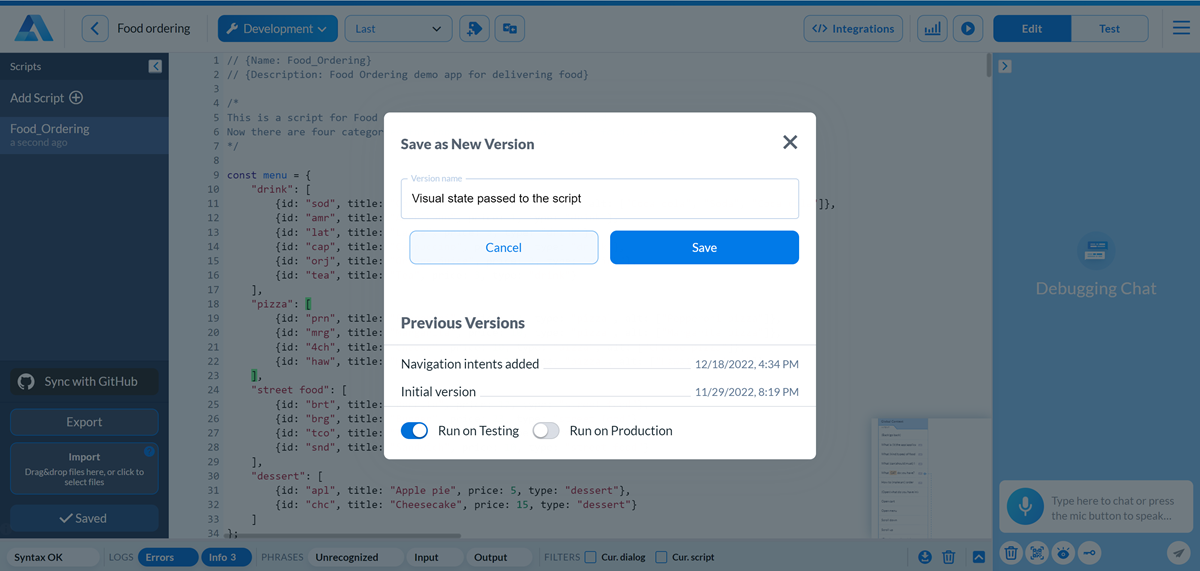 Food ordering
Development
Last
</> Integrations
Edit
Test
Scripts
Add Script
Food_Ordering
a second ago
Sync with GitHub
Export
Import
?
Drag&drop files here, or click to
select files
Saved
1 // {Name: Food_Ordering}
2 // {Description: Food Ordering demo app for delivering food}
3
4 /*
5 This is a script for Food
6 Now there are four categor
7 */
8
9 const menu = {
10 "drink": [
11 {id: "sod", title: "]},
12 {id: "amr", title:
13 {id: "lat", title:
14 {id: "cap", title:
15 {id: "orj", title:
16 {id: "tea", title:
17 ],
18 "pizza": [
19 {id: "prn", title:
20 {id: "mrg", title:
21 {id: "4ch", title:
22 {id: "haw", title:
23 ],
24 "street food": [
25 {id: "brt", title:
26 {id: "brg", title:
27 {id: "tco", title:
28 {id: "snd", title:
29 ],
30 "dessert": [
31 {id: "apl", title: "Apple pie", price: 5, type: "dessert"},
32 {id: "chc", title: "Cheesecake", price: 15, type: "dessert"}
33 ]
34 };
Save as New Version
Version name
Visual state passed to the script
Cancel
Save
Previous Versions
Navigation intents added 12/18/2022, 4:34 PM
Initial version 11/29/2022, 8:19 PM
Run on Testing
Run on Production
Debugging Chat
Type here to chat or press
the mic button to speak...
Syntax OK
LOGS
Errors
Info 3
PHRASES
Unrecognized
Input
Output
FILTERS
Cur. dialog
Cur. script